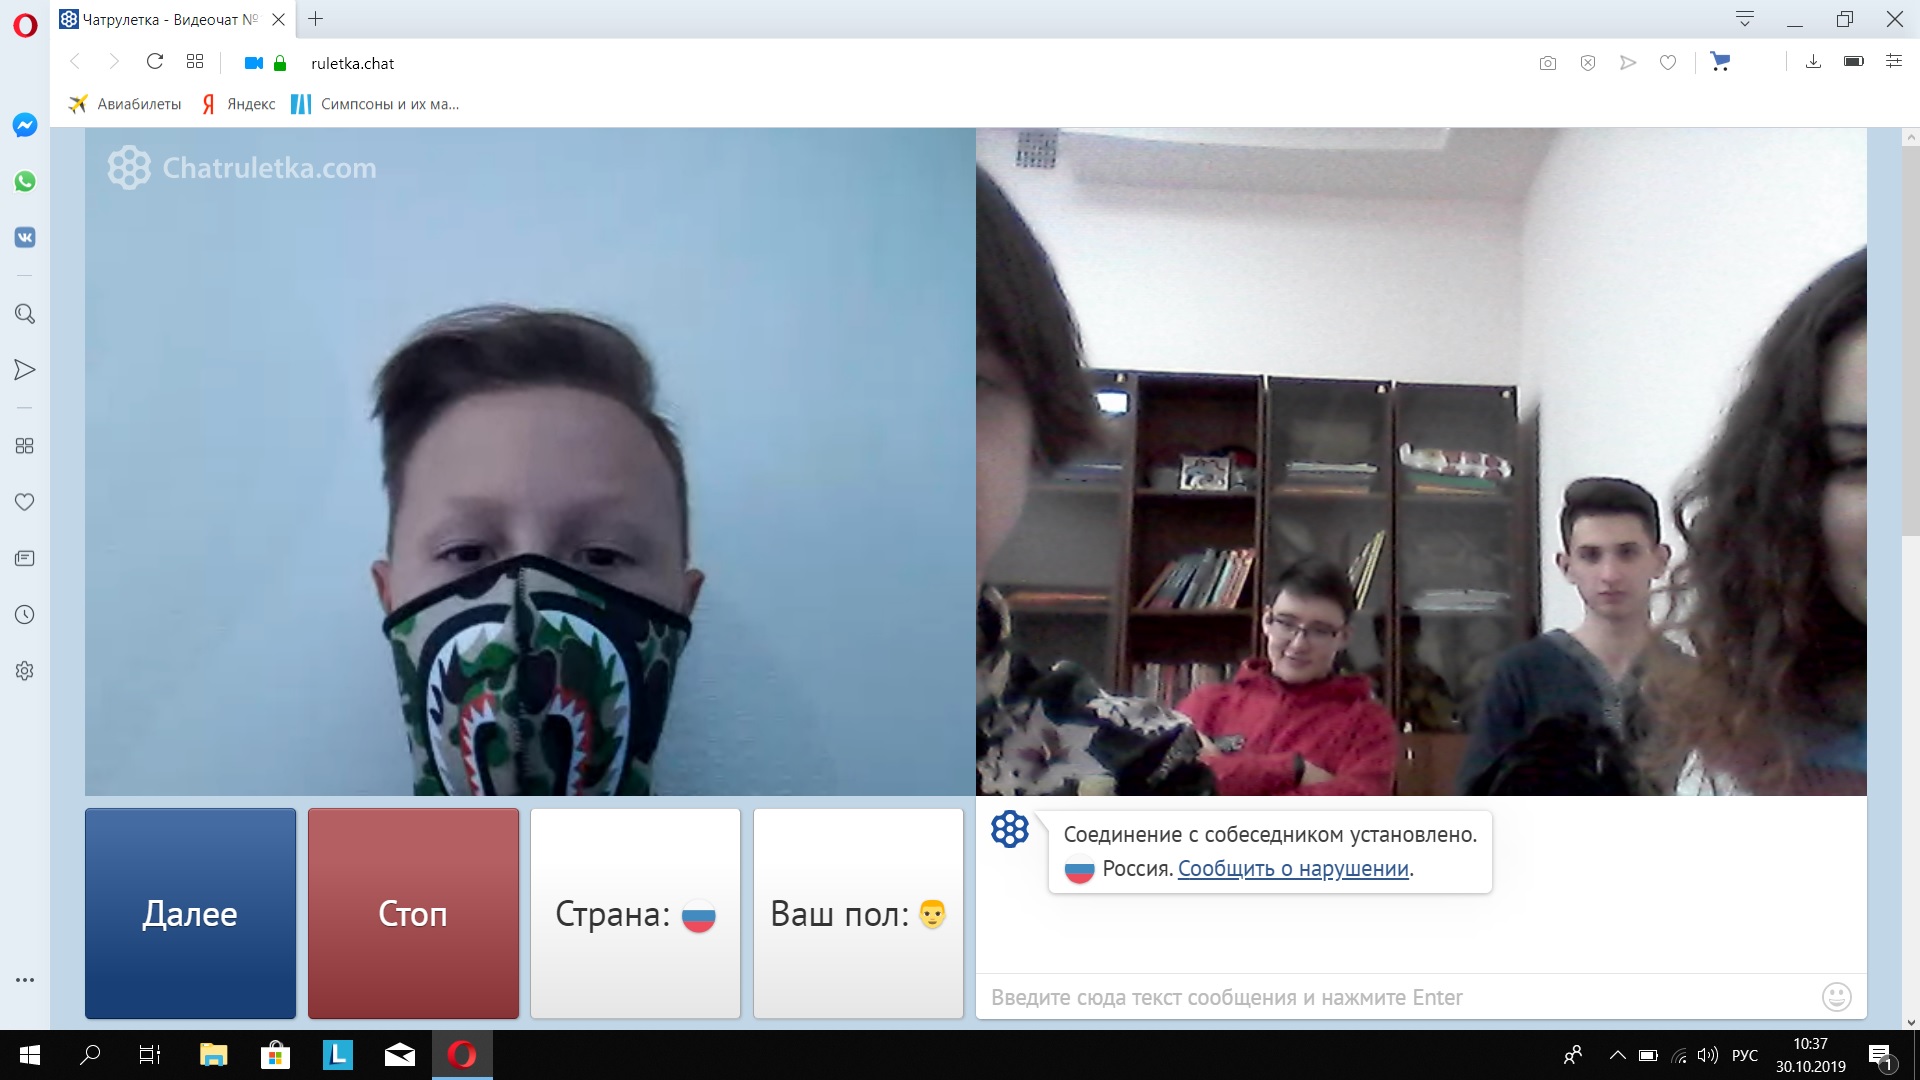 Чатрулетка - Видеочат №
ruletka.chat
Авиабилеты
Яндекс
Симпсоны и их ма...
Chatruletka.com
Далее
Стоп
Страна:
Ваш пол:
Соединение с собеседником установлено.
Россия. Сообщить о нарушении.
Введите сюда текст сообщения и нажмите Enter
L
РУС
10:37
30.10.2019
1